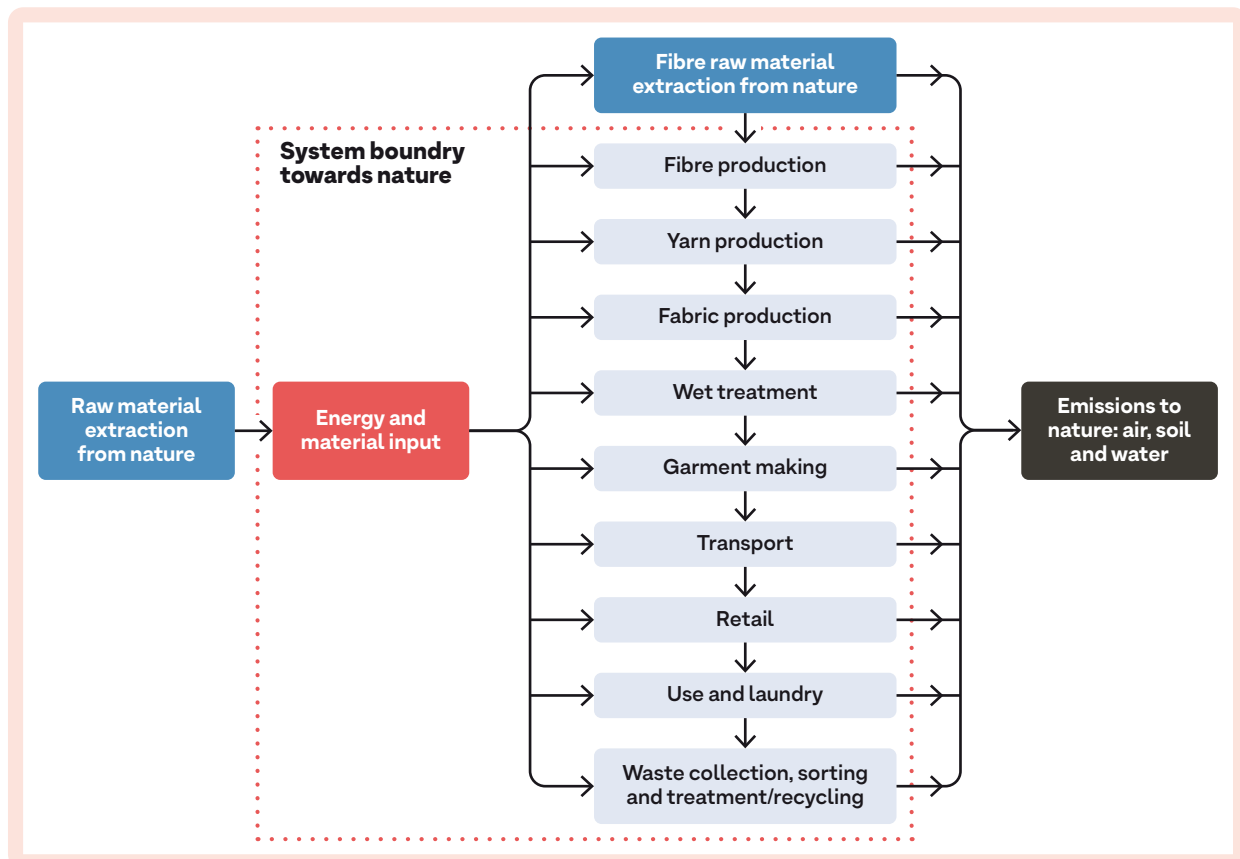 Fibre raw material
extraction from nature
System boundry
towards nature
Fibre production
Yarn production
Fabric production
Wet treatment
Raw material
extraction
from nature
Energy and
material input
Emissions to
nature: air, soil
and water
Garment making
Transport
Retail
Use and laundry
Waste collection, sorting
and treatment/recycling